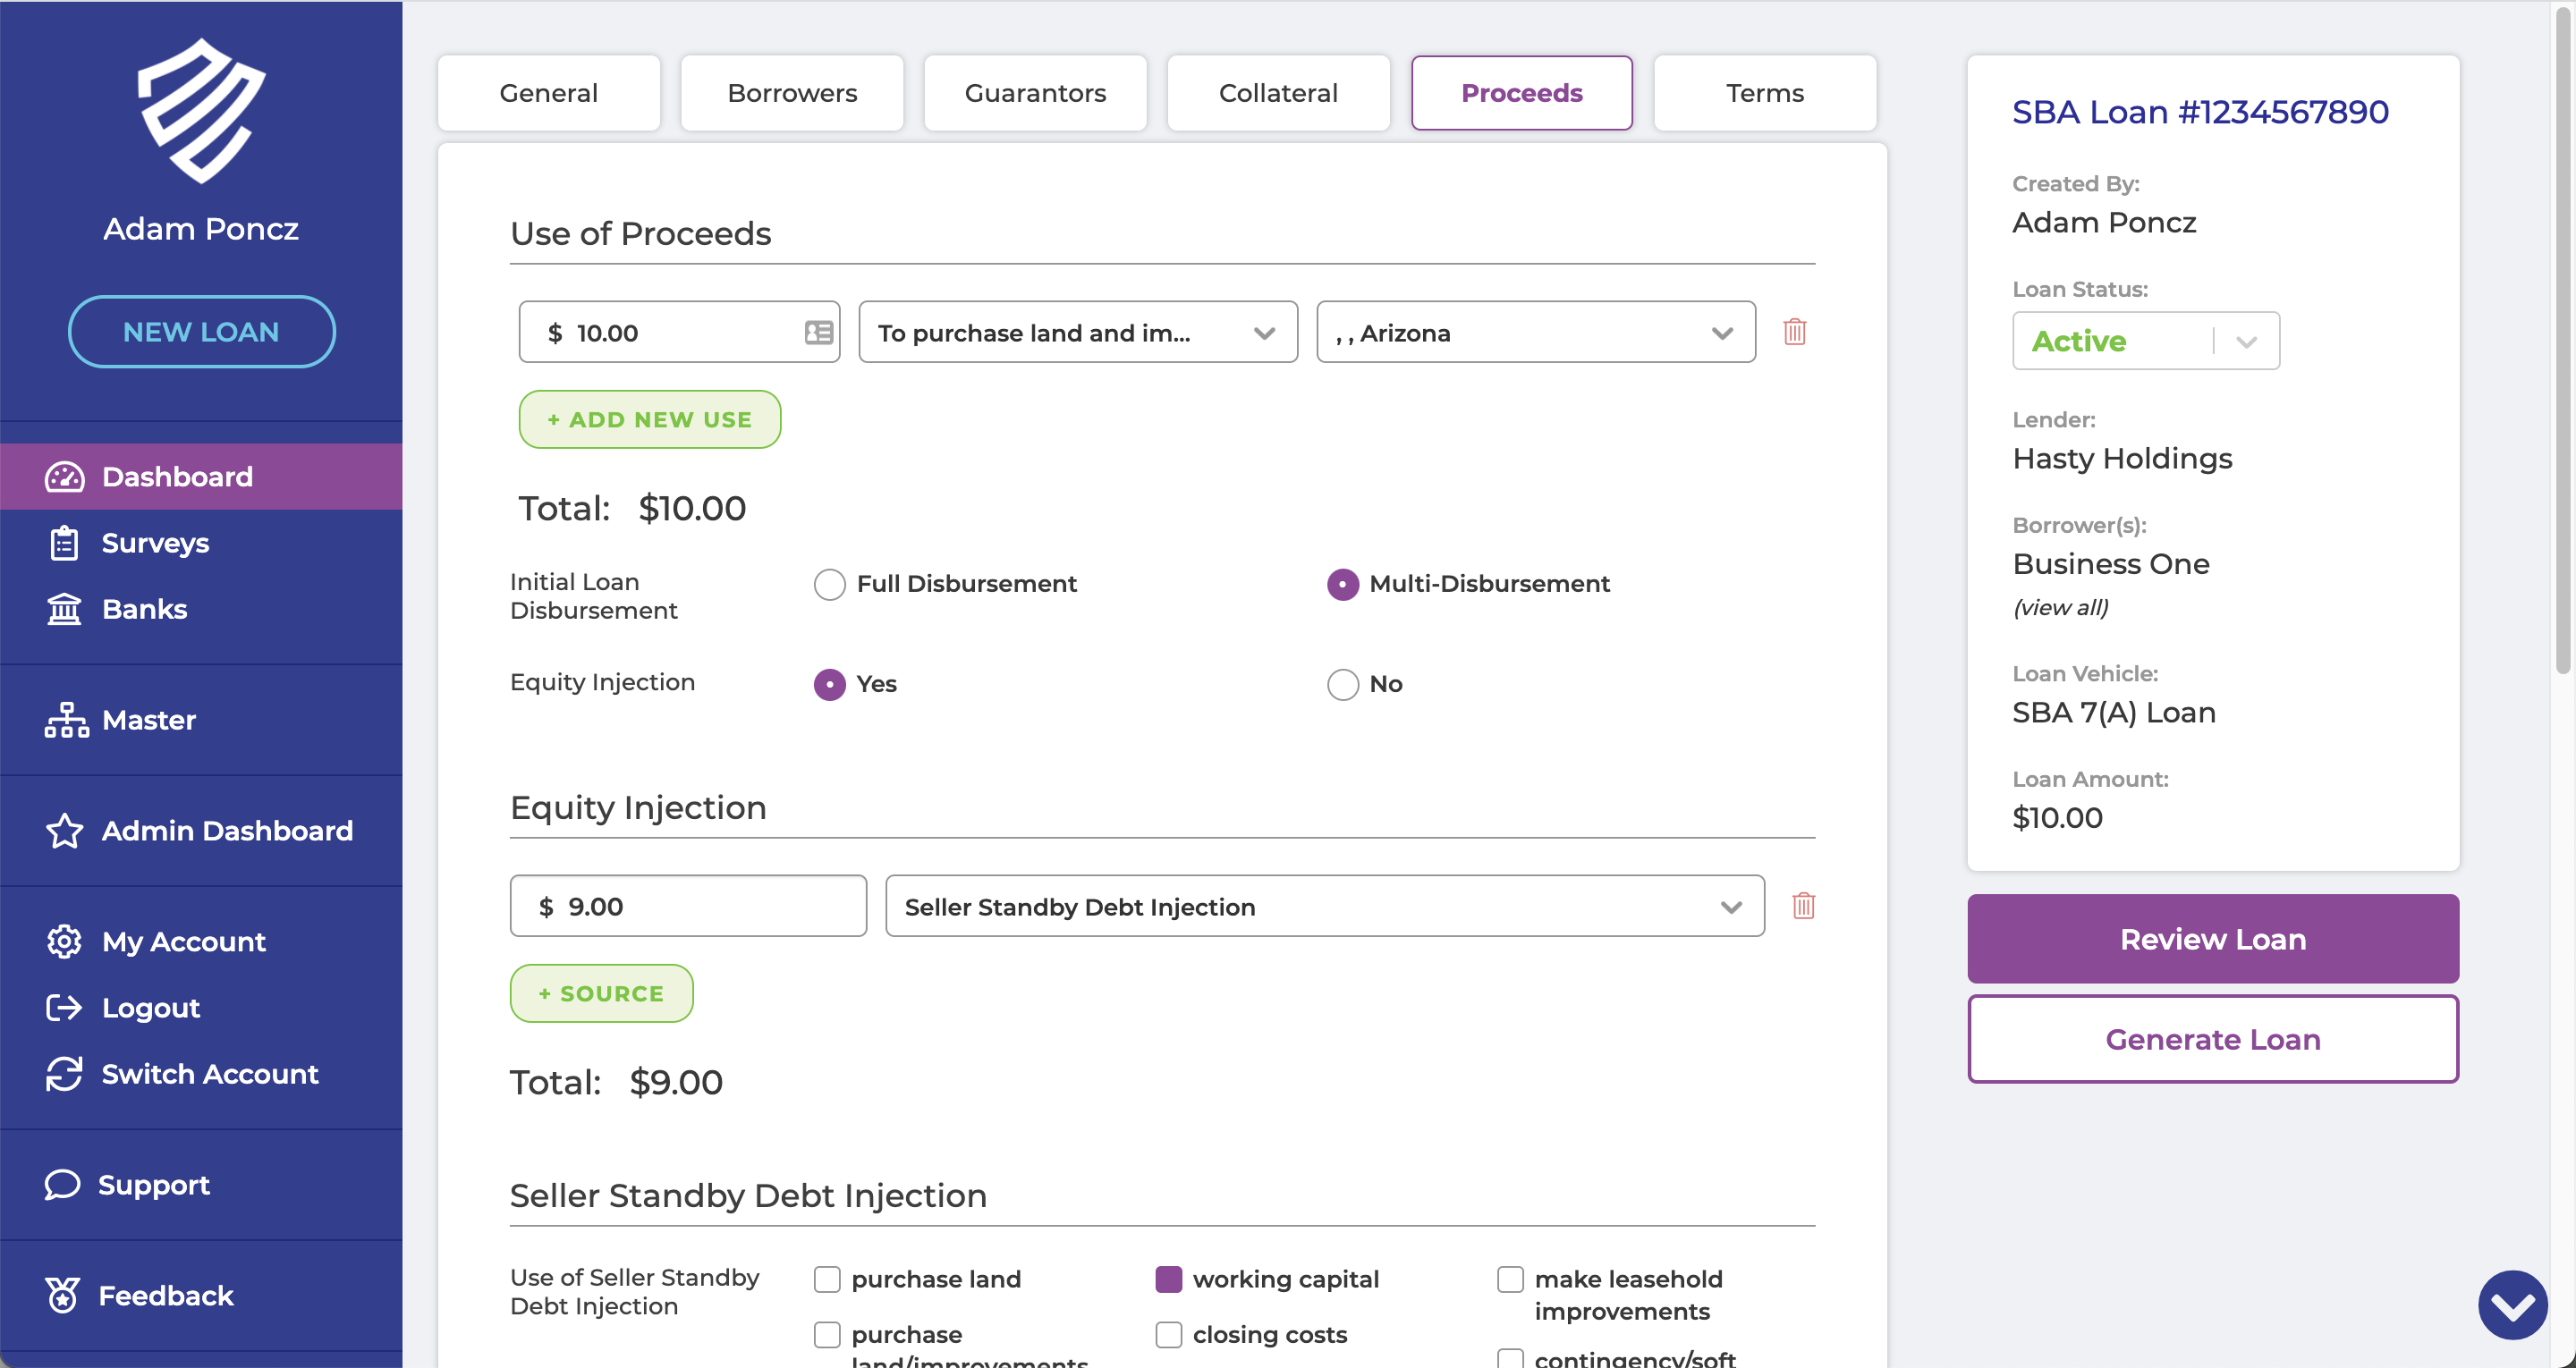 Adam Poncz
NEW LOAN
Dashboard
Surveys
Banks
Master
Admin Dashboard
My Account
Logout
Switch Account
Support
Feedback
General
Borrowers
Guarantors
Collateral
Proceeds
Terms
Use of Proceeds
$ 10.00
To purchase land and im...
, , Arizona
+ ADD NEW USE
Total: $10.00
Initial Loan
Disbursement
Full Disbursement
Multi-Disbursement
Equity Injection
Yes
No
Equity Injection
$ 9.00
Seller Standby Debt Injection
+ SOURCE
Total: $9.00
Seller Standby Debt Injection
Use of Seller Standby
Debt Injection
purchase land
working capital
make leasehold
improvements
purchase
land/improvements
closing costs
contingency/soft
SBA Loan #1234567890
Created By:
Adam Poncz
Loan Status:
Active
Lender:
Hasty Holdings
Borrower(s):
Business One
(view all)
Loan Vehicle:
SBA 7(A) Loan
Loan Amount:
$10.00
Review Loan
Generate Loan